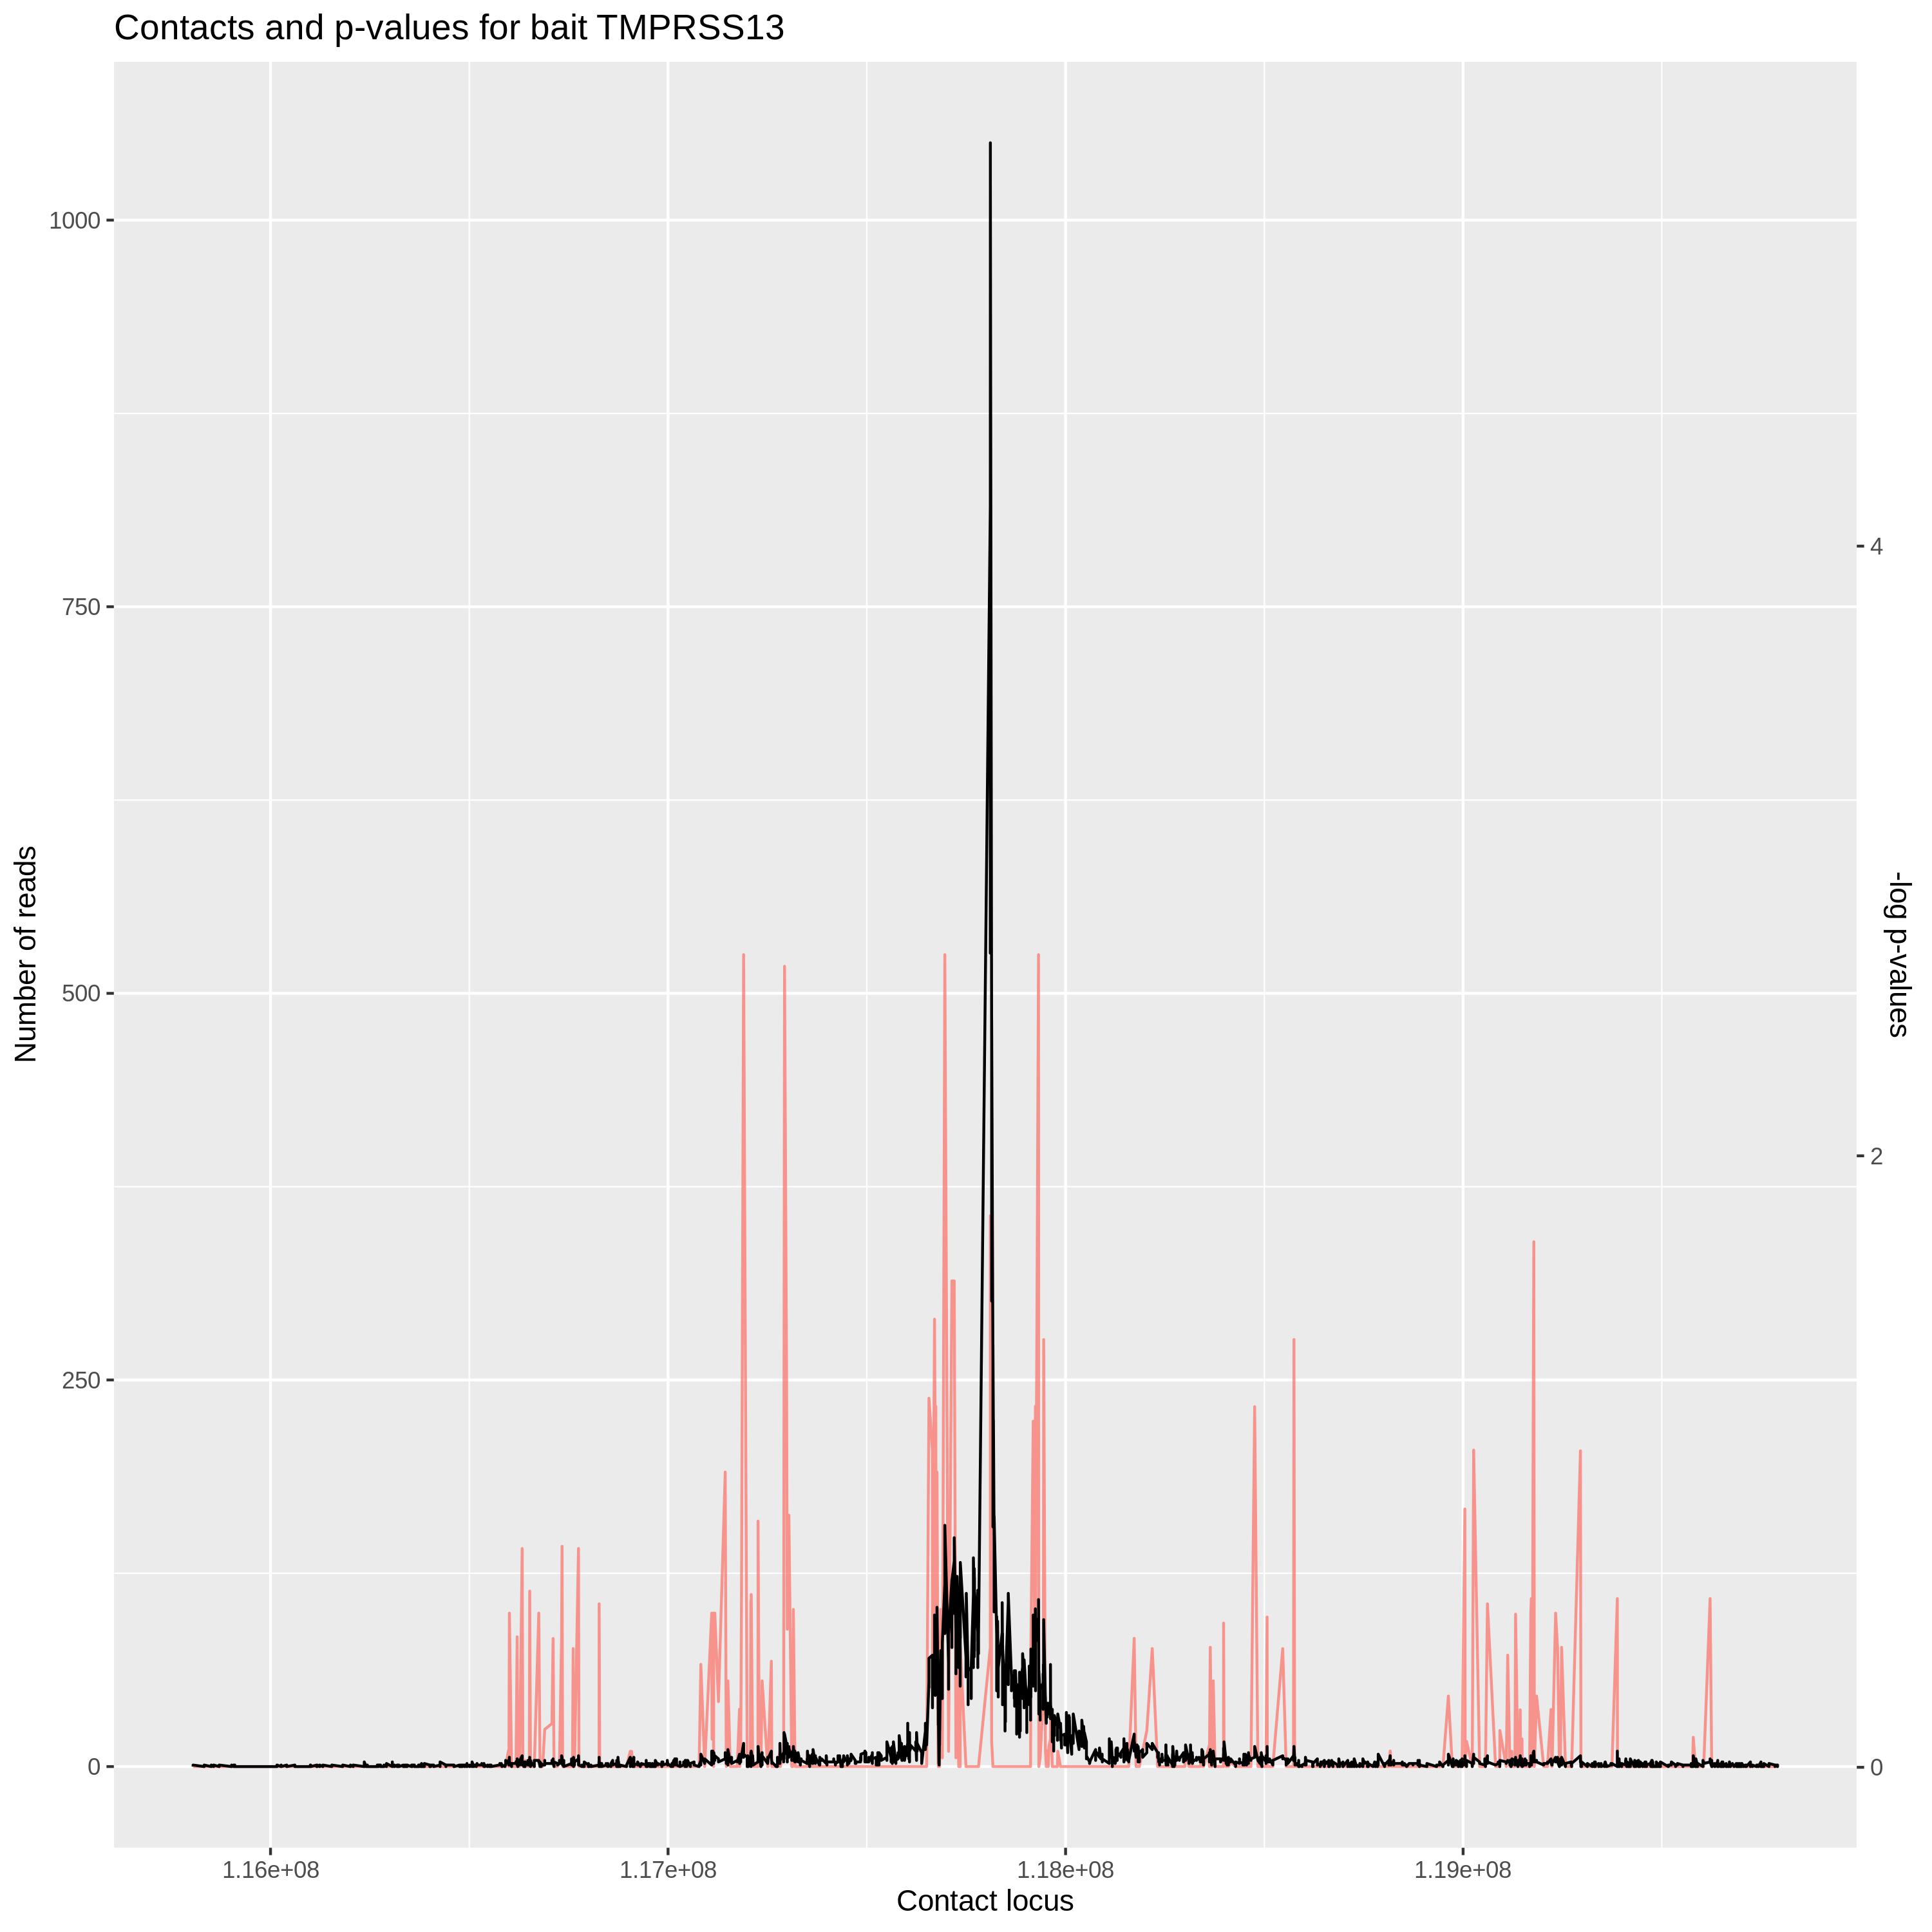 Contacts and p-values for bait TMPRSS13
1000
750
500
250
0
Number of reads
4
2
0
-log p-values
1.16e+08
1.17e+08
1.18e+08
1.19e+08
Contact locus